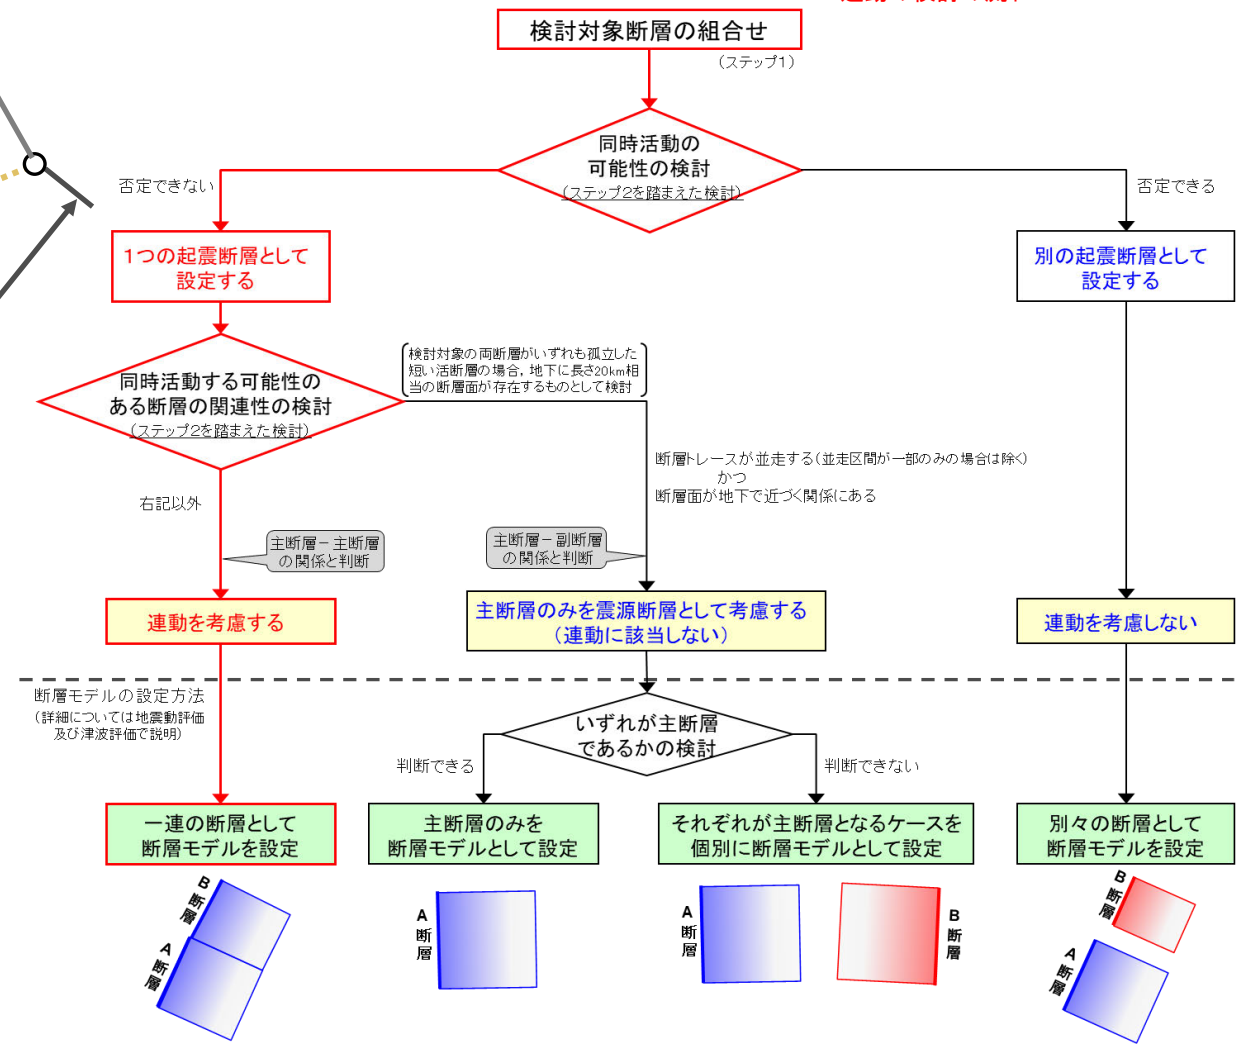 検討対象断層の組合せ
（ステップ1）
同時活動の
可能性の検討
（ステップ2を踏まえた検討）
否定できない
否定できる
1つの起震断層として
設定する
別の起震断層として
設定する
検討対象の両断層がいずれも孤立した
短い活断層の場合，地下に長さ20km相
当の断層面が存在するものとして検討
同時活動する可能性の
ある断層の関連性の検討
（ステップ2を踏まえた検討）
断層トレースが並走する（並走区間が一部のみの場合は除く）
かつ
断層面が地下で近づく関係にある
右記以外
主断層－主断層
の関係と判断
主断層－副断層
の関係と判断
連動を考慮する
主断層のみを震源断層として考慮する
（連動に該当しない）
連動を考慮しない
断層モデルの設定方法
（詳細については地震動評価
及び津波評価で説明）
いずれが主断層
であるかの検討
判断できる
判断できない
一連の断層として
断層モデルを設定
主断層のみを
断層モデルとして設定
それぞれが主断層となるケースを
個別に断層モデルとして設定
別々の断層として
断層モデルを設定
B断層
A断層
A断層
A断層
B断層
B断層
A断層